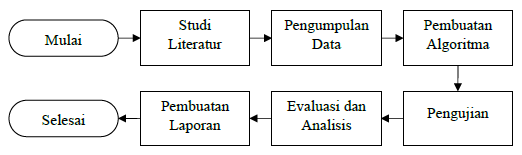 Mulai
Studi
Literatur
Pengumpulan
Data
Pembuatan
Algoritma
Pengujian
Evaluasi dan
Analisis
Pembuatan
Laporan
Selesai